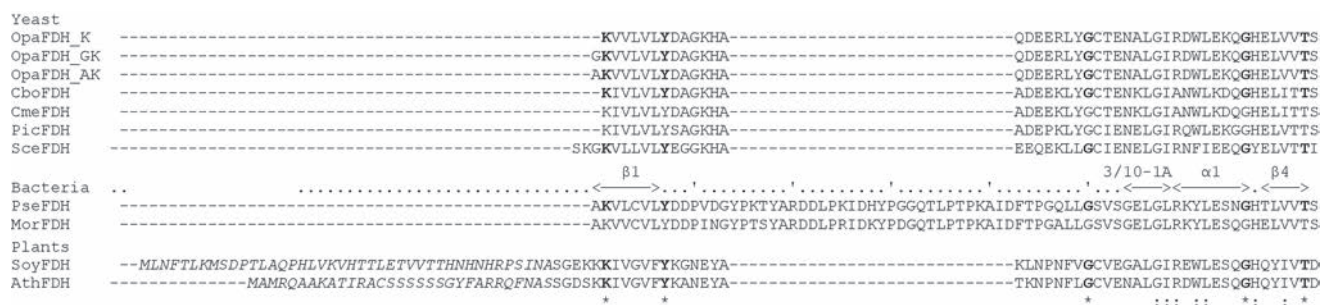 Yeast
OpaFDH_K ----------------------------------------------------KVVLVLYDAGKHA-------------------------------QDEERLYGCTENALGIRDWLEKQGHELVVTS
OpaFDH_GK ---------------------------------------------------GKVVLVLYDAGKHA-------------------------------QDEERLYGCTENALGIRDWLEKQGHELVVTS
OpaFDH_AK ---------------------------------------------------AKVVLVLYDAGKHA-------------------------------QDEERLYGCTENALGIRDWLEKQGHELVVTS
CboFDH ----------------------------------------------------KIVLVLYDAGKHA-------------------------------ADEEKLYGCTENKLGIANWLKDQGHELITTS
CmeFDH ----------------------------------------------------KIVLVLYDAGKHA-------------------------------ADEEKLYGCTENKLGIANWLKDQGHELITTS
PicFDH ----------------------------------------------------KIVLVLYSAGKHA-------------------------------ADEPKLYGCIENELGIRQWLEKGGHELVTTS
SceFDH --------------------------------------------------SKGKVLLVLYEGGKHA-------------------------------EEQEKLLGCIENELGIRNFIEEQGYELVTTI
β1 3/10-1A α1 β4
Bacteria .. ................................<----->...'.........'.........'.........'.........'...<---><------>.<--->
PseFDH ---------------------------------------------------AKVLCVLYDDPVDGYPKTYARDDLPKIDHYPGGQTLPTPKAIDFTPGQLLGSVSGELGLRKYLESNGHTLVVTS
MorFDH ---------------------------------------------------AKVVCVLYDDPINGYPTSYARDDLPRIDKYPDGQTLPTPKAIDFTPGALLGSVSGELGLRKYLESQGHELVVTS
Plants
SoyFDH --MLNFTLKMSDPTLAQPHLVKVHTTLETVVTTHNHNHRPSINASGEKKKIVGVFYKGNEYA-------------------------------KLNPNFVGCVEGALGIREWLESQGHQYIVTD
AthFDH --------------MAMRQAAKATIRACSSSSSSGYFARRQFNASSGDSKKIVGVFYKANEYA-------------------------------TKNPNFLGCVEGALGIREWLESQGHQYIVTD
* * * :: :: *: : *